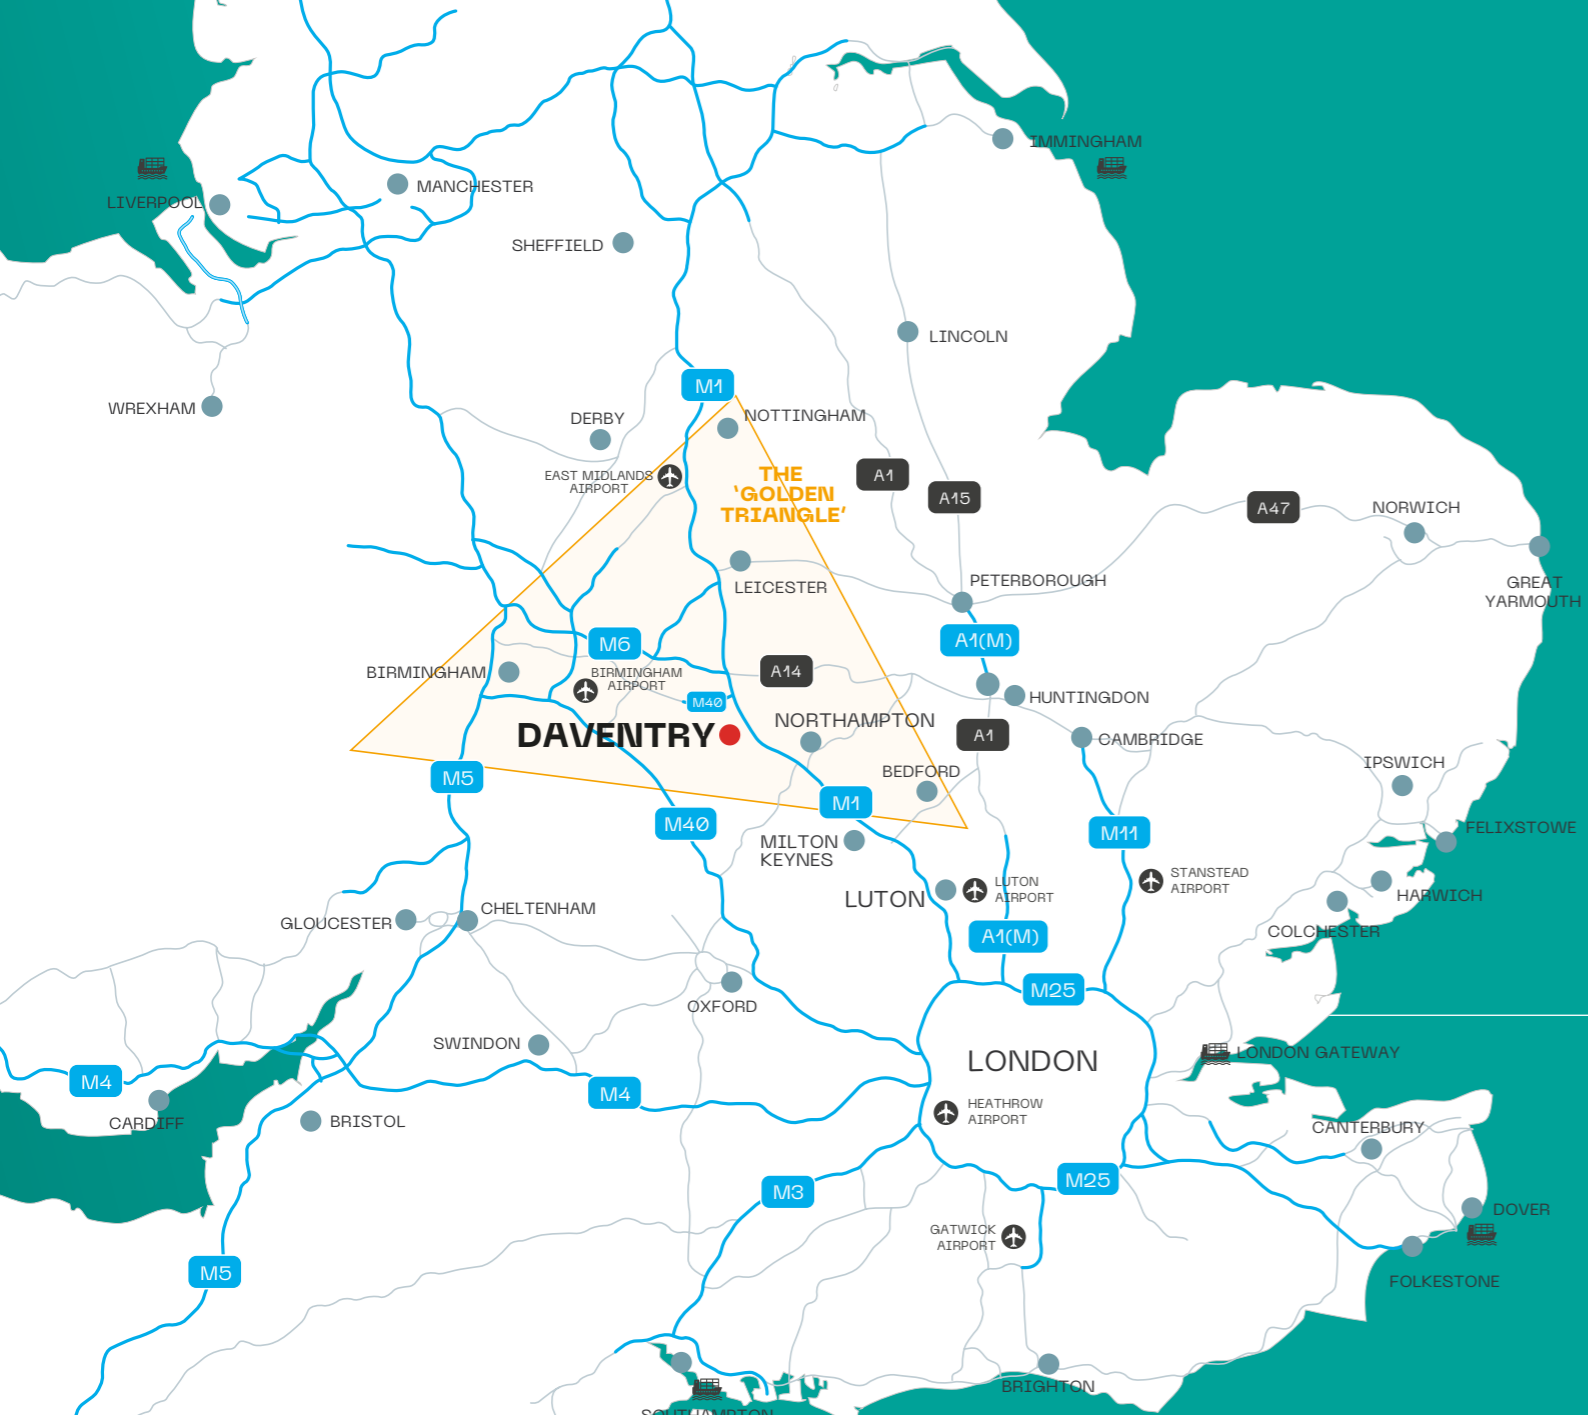 IMMINGHAM
MANCHESTER
LIVERPOOL
SHEFFIELD
LINCOLN
WREXHAM
M1
DERBY
NOTTINGHAM
EAST MIDLANDS
AIRPORT
THE
‘GOLDEN
TRIANGLE’
A1
A15
A47
NORWICH
LEICESTER
PETERBOROUGH
GREAT
YARMOUTH
M6
A1(M)
BIRMINGHAM
BIRMINGHAM
AIRPORT
A14
M40
HUNTINGDON
DAVENTRY
NORTHAMPTON
A1
CAMBRIDGE
M5
BEDFORD
IPSWICH
M1
M40
MILTON
KEYNES
M11
FELIXSTOWE
LUTON
LUTON
AIRPORT
STANSTEAD
AIRPORT
HARWICH
GLOUCESTER
CHELTENHAM
A1(M)
COLCHESTER
OXFORD
M25
SWINDON
LONDON
LONDON GATEWAY
M4
M4
CARDIFF
BRISTOL
HEATHROW
AIRPORT
CANTERBURY
M3
M25
DOVER
GATWICK
AIRPORT
M5
FOLKESTONE
BRIGHTON
SOUTHAMPTON